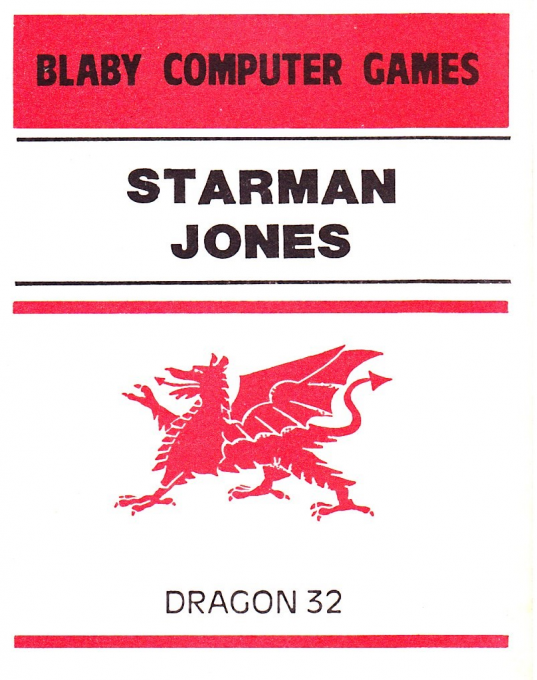 BLABY COMPUTER GAMES
STARMAN
JONES
DRAGON 32